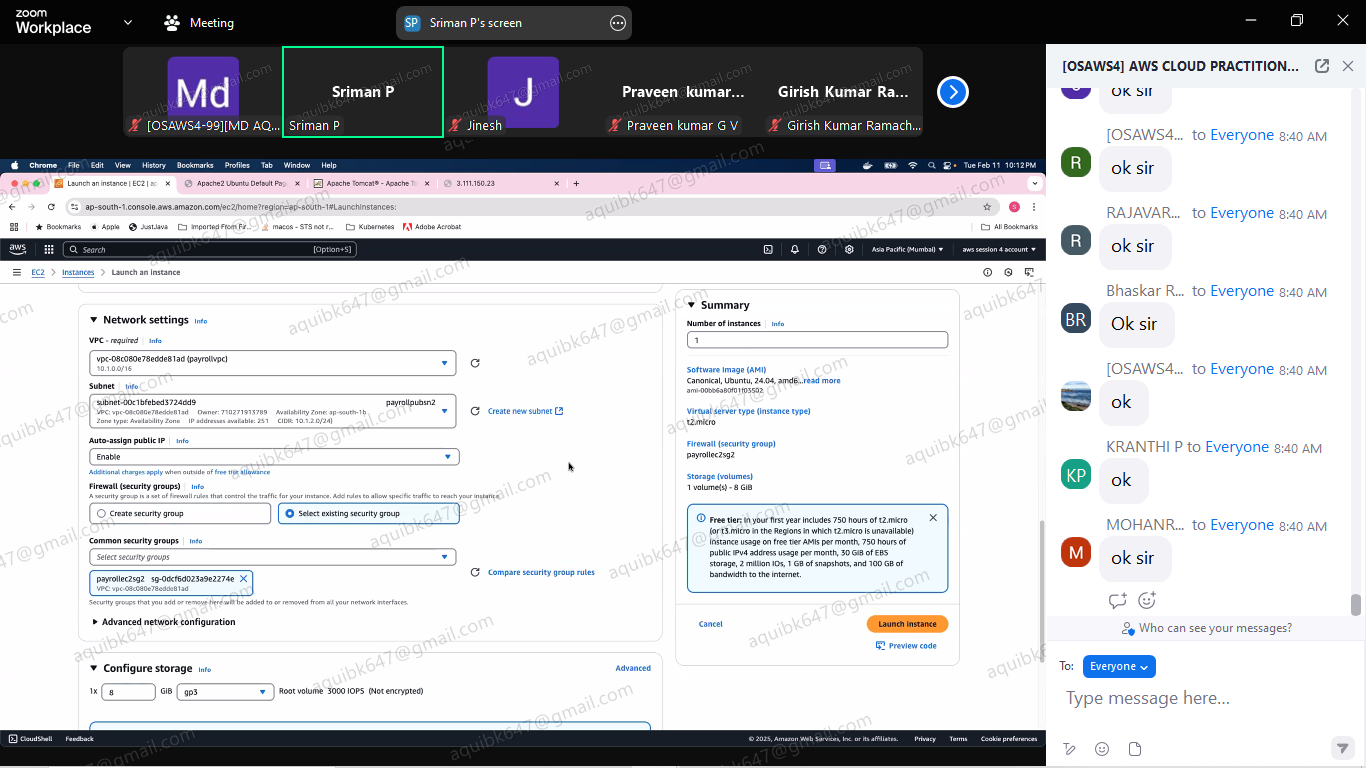 zoom
Workplace
Meeting
SP Sriman P's screen
Md
[OSAWS4-99][MD AQ...
Sriman P
Sriman P
J
Jinesh
Praveen kumar...
Praveen kumar G V
Girish Kumar Ra...
Girish Kumar Ramach...
Chrome File Edit View History Bookmarks Profiles Tab Window Help
Tue Feb 11 10:12 PM
Launch an instance | EC2 | ap
Apache2 Ubuntu Default Pag
Apache Tomcat® - Apache To
3.111.150.23
ap-south-1.console.aws.amazon.com/ec2/home?region=ap-south-1#LaunchInstances:
Bookmarks Apple JustJava Imported From Fir... macos - STS not r... Kubernetes Adobe Acrobat All Bookmarks
aws Search [Option+S] Asia Pacific (Mumbai) aws session 4 account
EC2 > Instances > Launch an instance
Network settings Info
VPC - required Info
vpc-08c080e78edde81ad (payrollvpc)
10.1.0.0/16
Subnet Info
subnet-00c1bfebed3724dd9 payrollpubsn2
VPC: vpc-08c080e78edde81ad Owner: 710271913789 Availability Zone: ap-south-1b
Zone type: Availability Zone IP addresses available: 251 CIDR: 10.1.2.0/24)
Create new subnet
Auto-assign public IP Info
Enable
Additional charges apply when outside of free tier allowance
Firewall (security groups) Info
A security group is a set of firewall rules that control the traffic for your instance. Add rules to allow specific traffic to reach your instance.
Create security group
Select existing security group
Common security groups Info
Select security groups
payrollec2sg2 sg-0dcf6d023a9e2274e
VPC: vpc-08c080e78edde81ad
Compare security group rules
Security groups that you add or remove here will be added to or removed from all your network interfaces.
Advanced network configuration
Configure storage Info
Advanced
1x 8 GiB gp3 Root volume 3000 IOPS (Not encrypted)
Summary
Number of instances Info
1
Software Image (AMI)
Canonical, Ubuntu, 24.04, amd6...read more
ami-00bb6a80f01f03502
Virtual server type (instance type)
t2.micro
Firewall (security group)
payrollec2sg2
Storage (volumes)
1 volume(s) - 8 GiB
Free tier: In your first year includes 750 hours of t2.micro
(or t3.micro in the Regions in which t2.micro is unavailable)
instance usage on free tier AMIs per month, 750 hours of
public IPv4 address usage per month, 30 GiB of EBS
storage, 2 million IOs, 1 GB of snapshots, and 100 GB of
bandwidth to the internet.
Cancel
Launch instance
Preview code
CloudShell Feedback
© 2025, Amazon Web Services, Inc. or its affiliates. Privacy Terms Cookie preferences
[OSAWS4] AWS CLOUD PRACTITION...
ok sir
[OSAWS4... to Everyone 8:40 AM
R
ok sir
RAJAVAR... to Everyone 8:40 AM
R
ok sir
Bhaskar R... to Everyone 8:40 AM
BR
Ok sir
[OSAWS4... to Everyone 8:40 AM
ok
KRANTHI P to Everyone 8:40 AM
KP
ok
MOHANR... to Everyone 8:40 AM
M
ok sir
Who can see your messages?
To: Everyone
Type message here...
aquibk647@gmail.com